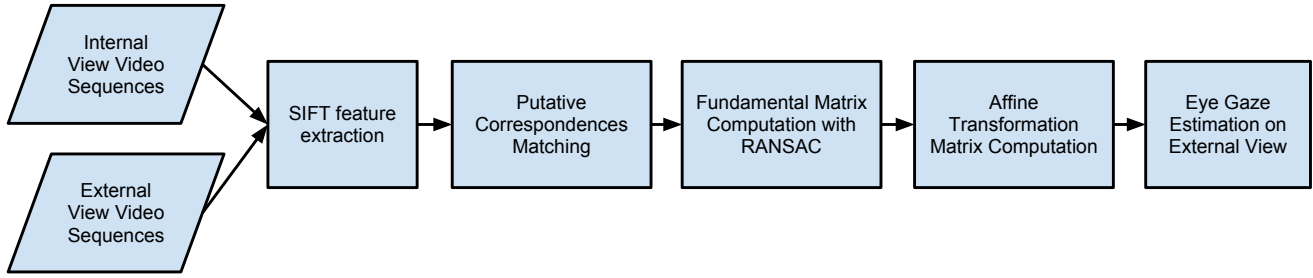 Internal
View Video
Sequences
External
View Video
Sequences
SIFT feature
extraction
Putative
Correspondences
Matching
Fundamental Matrix
Computation with
RANSAC
Affine
Transformation
Matrix Computation
Eye Gaze
Estimation on
External View